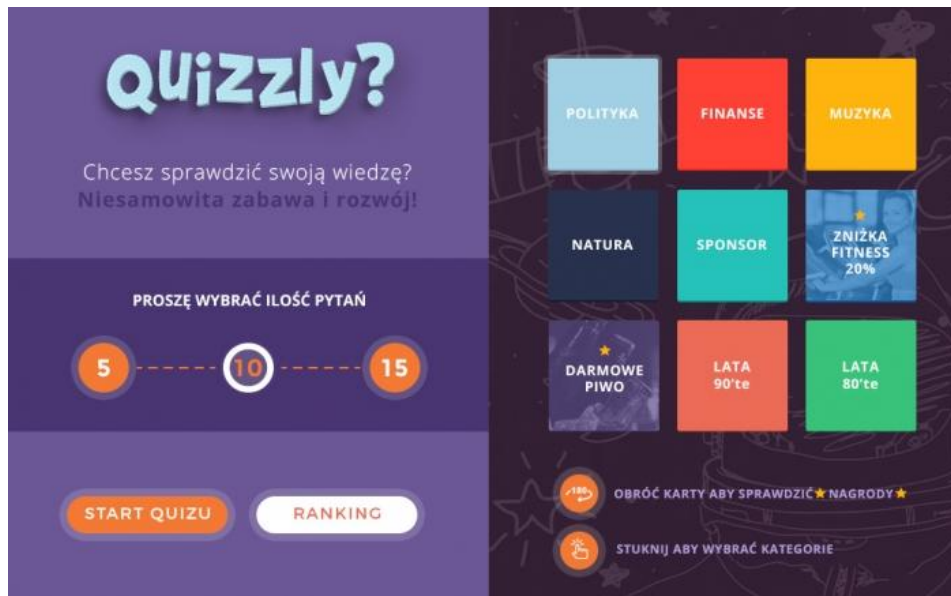 Quizzly?
Chcesz sprawdzić swoją wiedzę?
Niesamowita zabawa i rozwój!
PROSZĘ WYBRAĆ ILOŚĆ PYTAŃ
5
10
15
START QUIZU
RANKING
POLITYKA
FINANSE
MUZYKA
NATURA
SPONSOR
ZNIŻKA
FITNESS
20%
DARMOWE
PIWO
LATA
90'te
LATA
80'te
180
OBRÓĆ KARTY ABY SPRAWDZIĆ★NAGRODY★
STUKNIJ ABY WYBRAĆ KATEGORIE